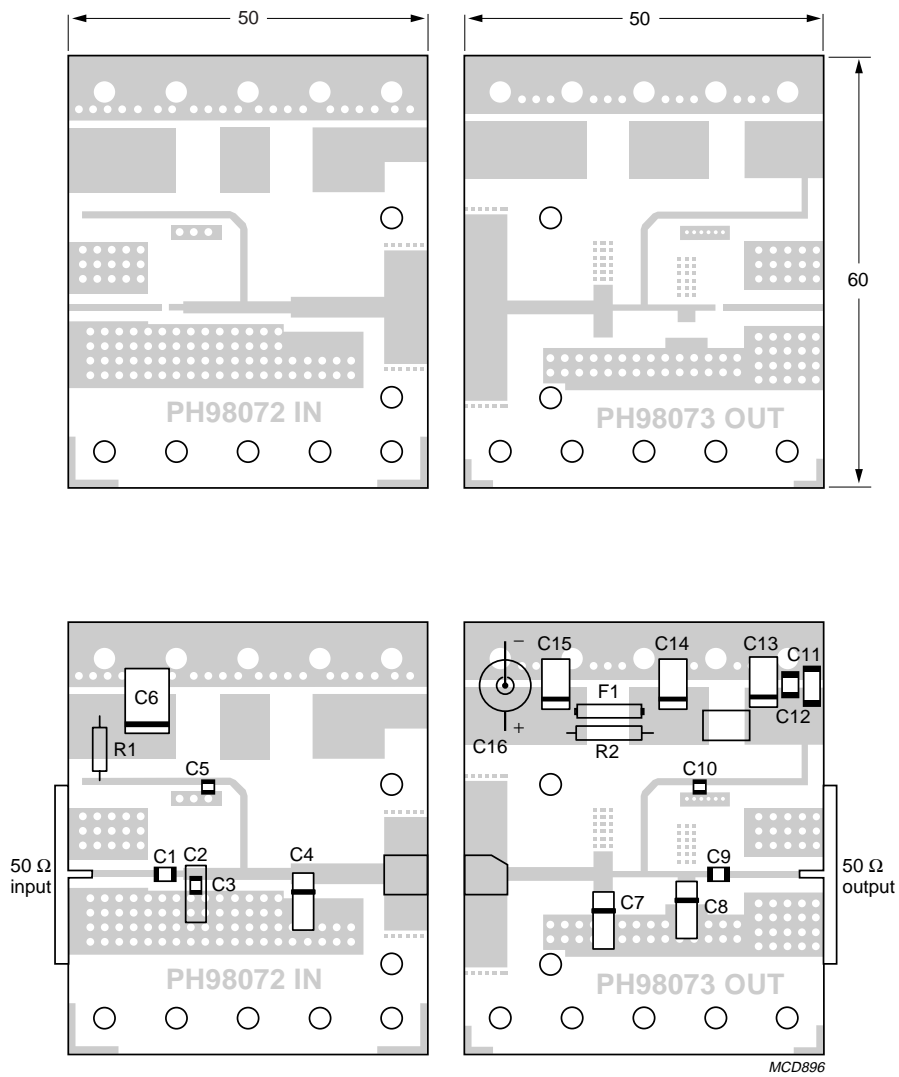 50
50
60
PH98072 IN
PH98073 OUT
C15
C14
C13
C11
C6
F1
C12
R1
C16
R2
C5
C10
50 Ω
input
C1
C2
C3
C4
C9
50 Ω
output
C7
C8
PH98072 IN
PH98073 OUT
−
+
MCD896